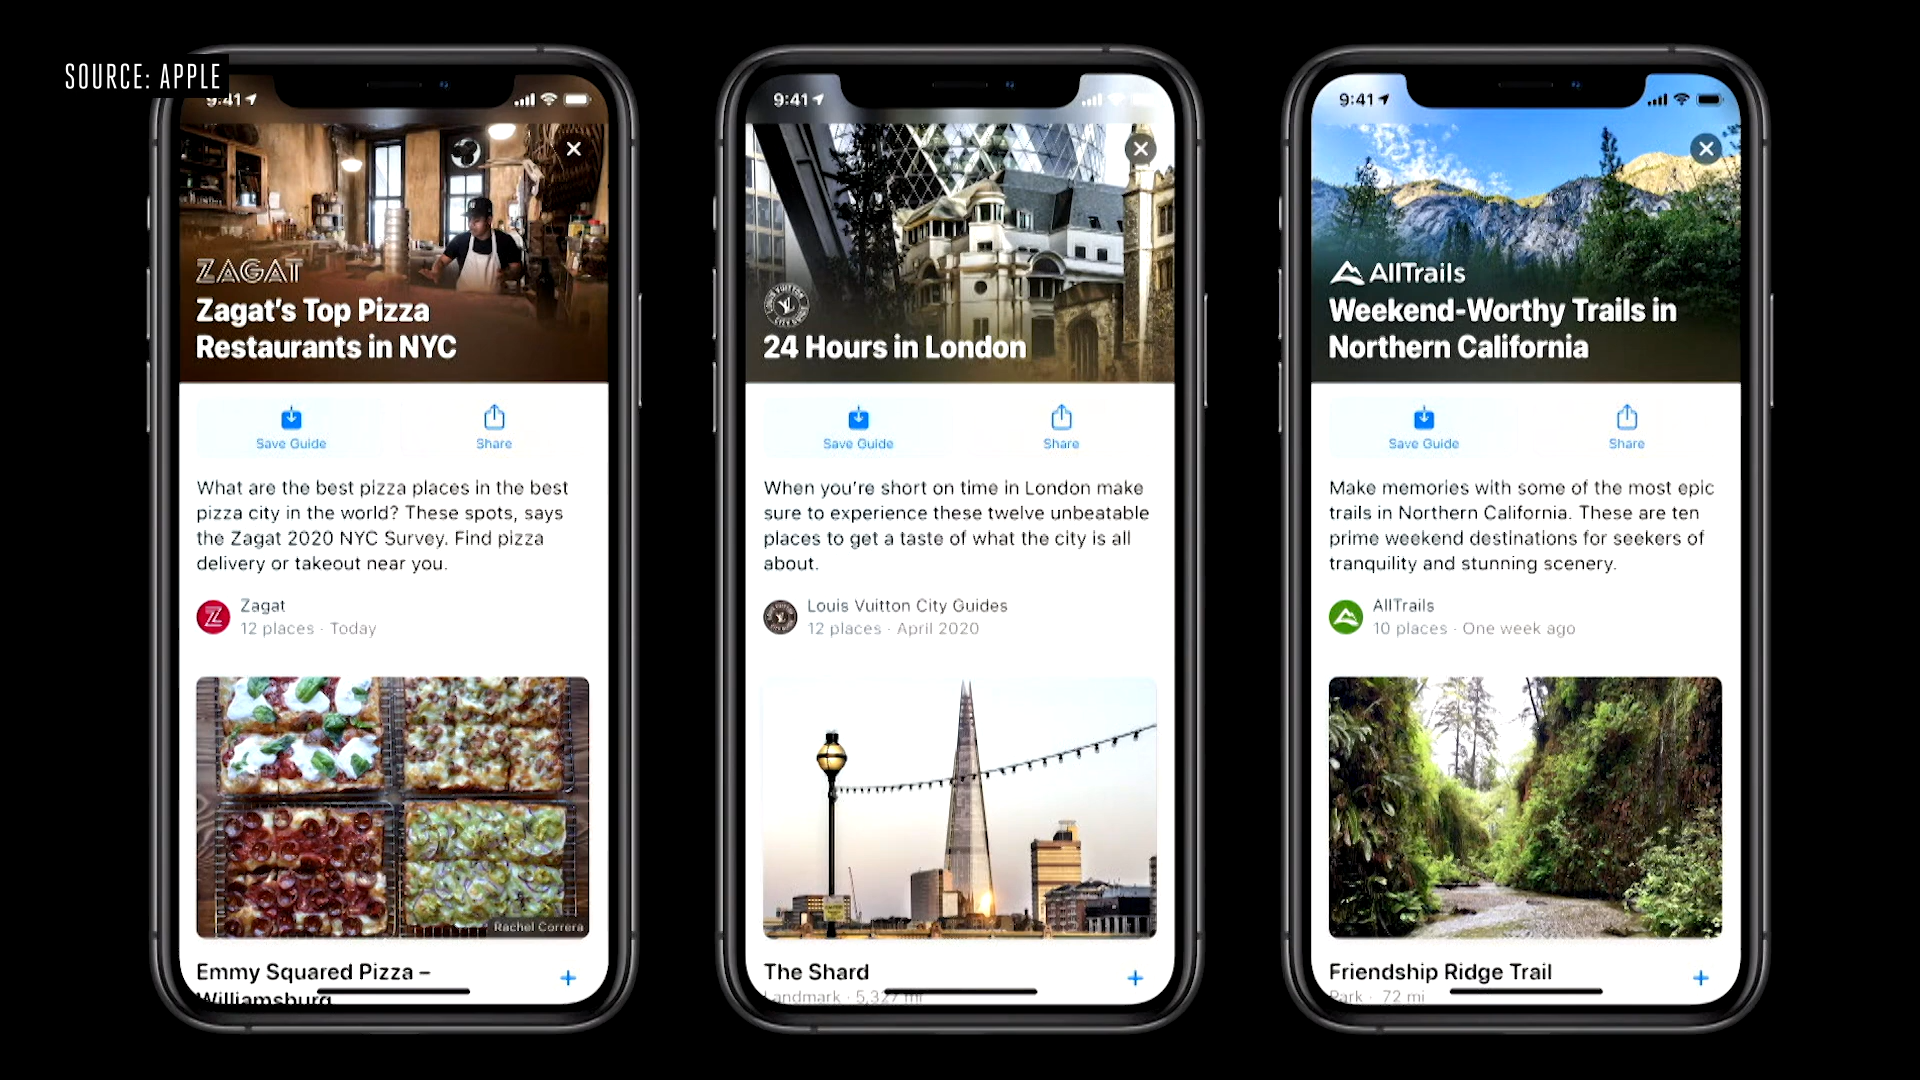 SOURCE: APPLE
9:41
ZAGAT
Zagat's Top Pizza
Restaurants in NYC
Save Guide
Share
What are the best pizza places in the best
pizza city in the world? These spots, says
the Zagat 2020 NYC Survey. Find pizza
delivery or takeout near you.
Zagat
12 places · Today
Rachel Correra
Emmy Squared Pizza –
Williamsburg
9:41
24 Hours in London
Save Guide
Share
When you're short on time in London make
sure to experience these twelve unbeatable
places to get a taste of what the city is all
about.
Louis Vuitton City Guides
12 places · April 2020
The Shard
Landmark · 5,327 mi
9:41
AllTrails
Weekend-Worthy Trails in
Northern California
Save Guide
Share
Make memories with some of the most epic
trails in Northern California. These are ten
prime weekend destinations for seekers of
tranquility and stunning scenery.
AllTrails
10 places · One week ago
Friendship Ridge Trail
Park · 72 mi